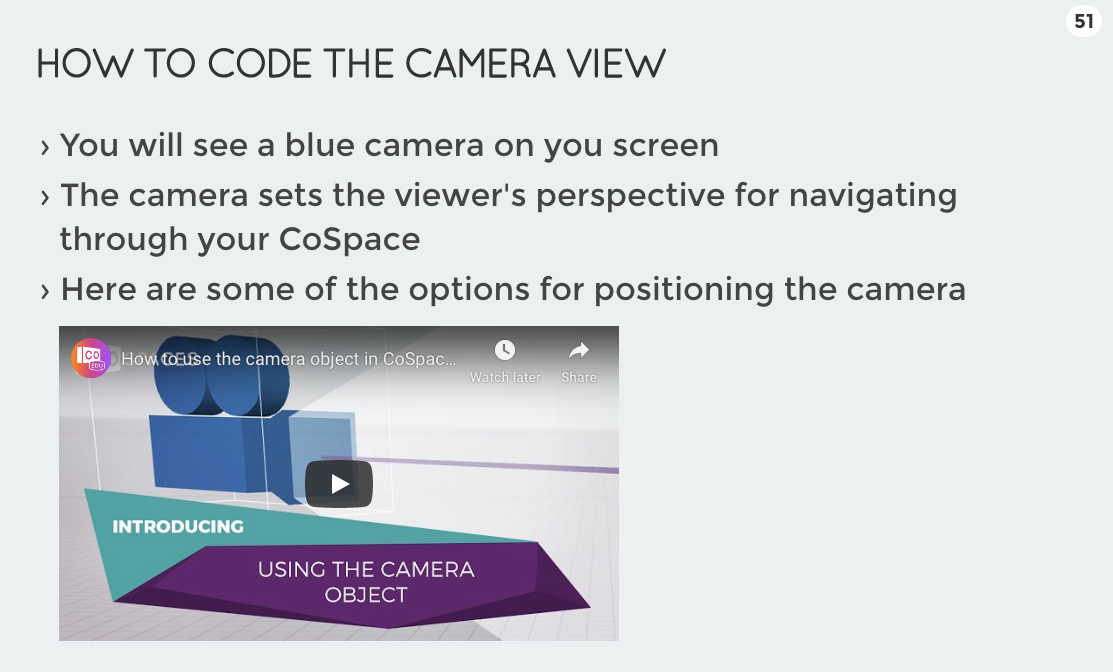 51
HOW TO CODE THE CAMERA VIEW
› You will see a blue camera on you screen
› The camera sets the viewer's perspective for navigating
through your CoSpace
› Here are some of the options for positioning the camera
CO
EDU
How to use the camera object in CoSpac...
Watch later
Share
INTRODUCING
USING THE CAMERA
OBJECT